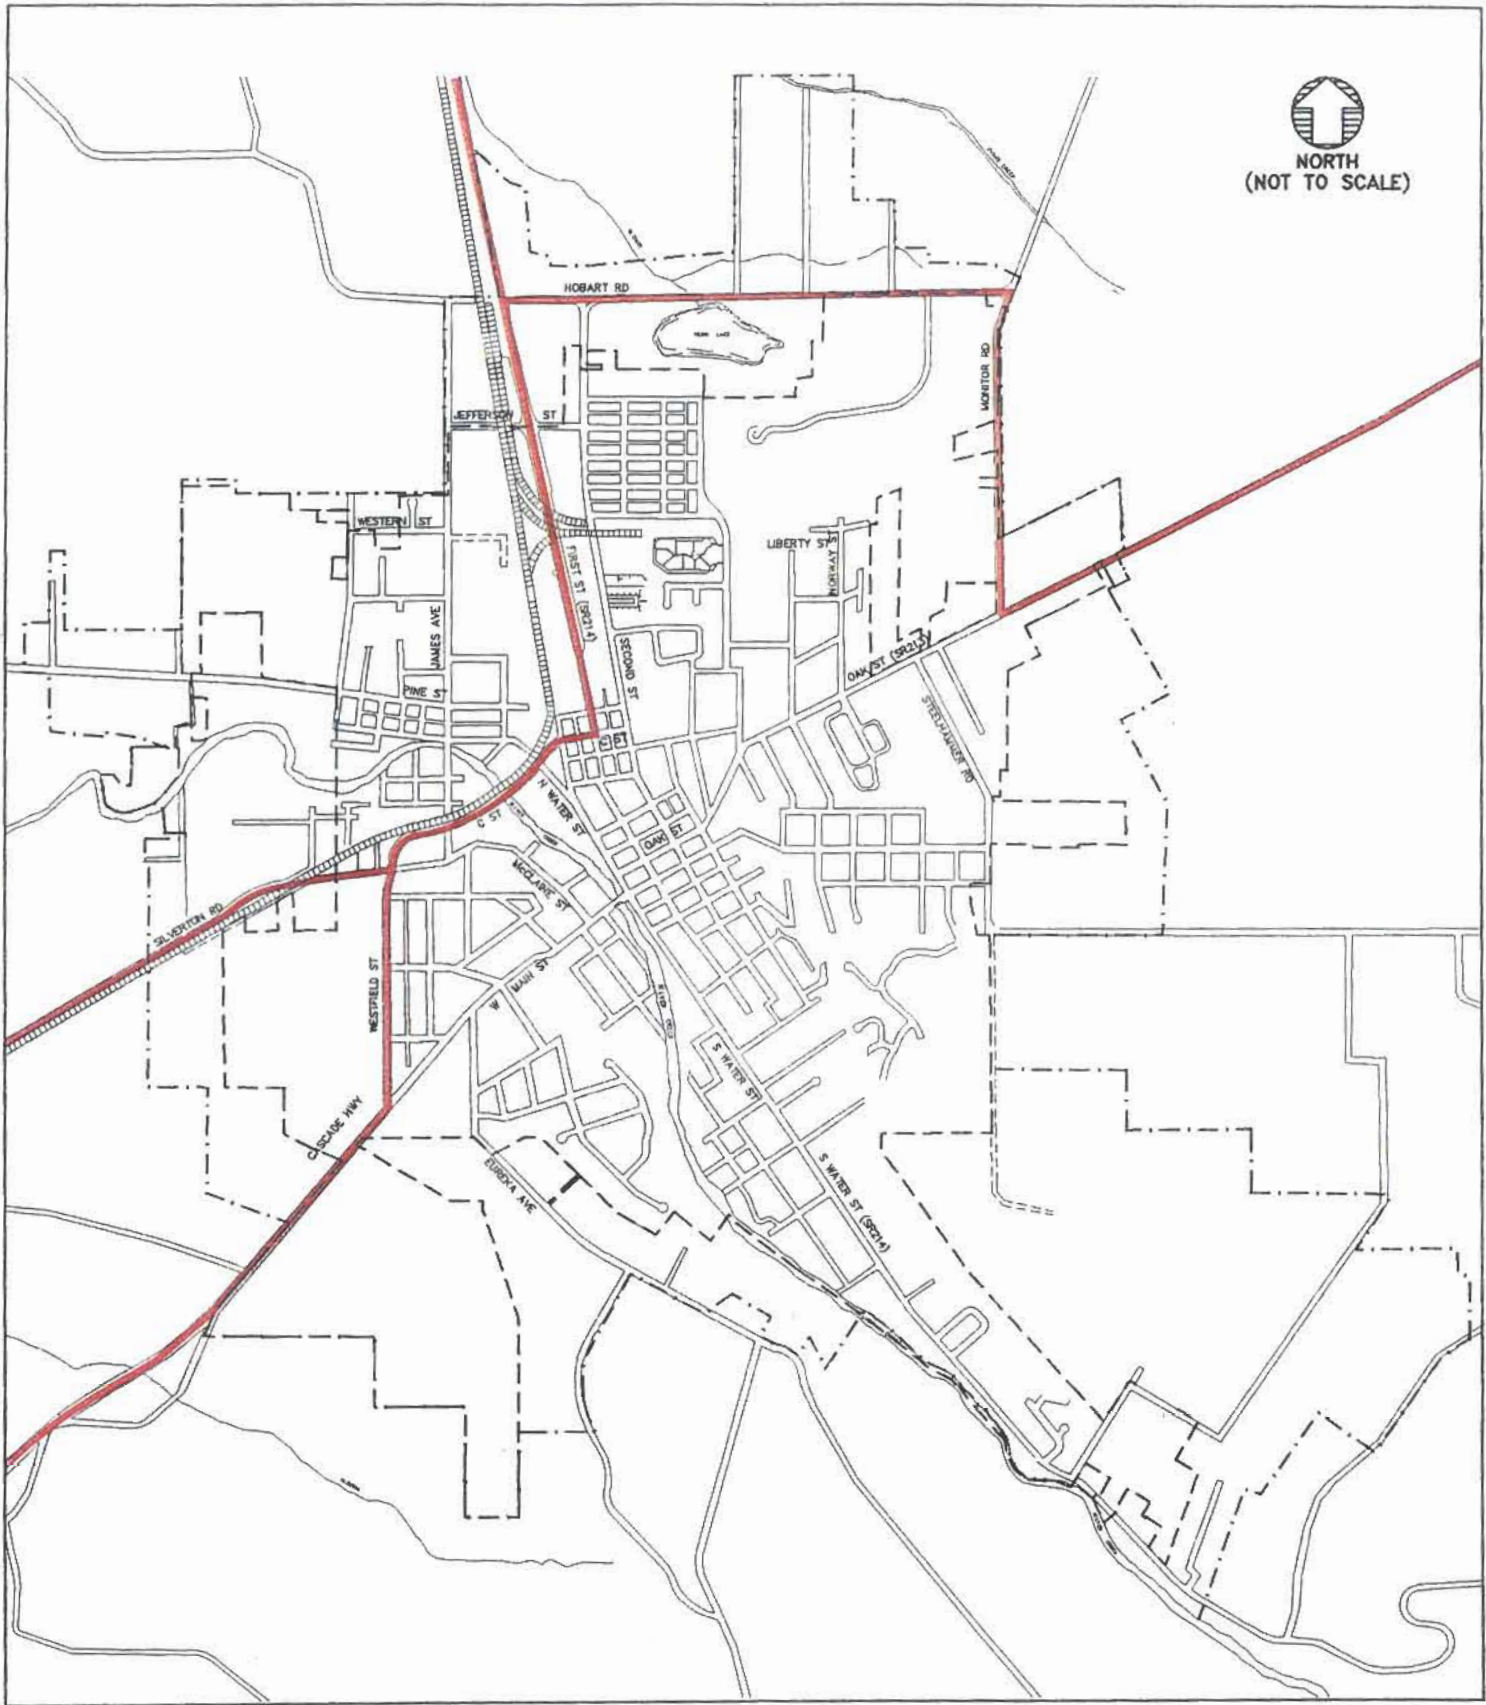 NORTH
(NOT TO SCALE)
HOBART RD
MONITOR RD
JEFFERSON ST
WESTERN ST
LIBERTY ST
NORWAY ST
FIRST ST (SR214)
JAMES AVE
SECOND ST
OAK ST (SR213)
PINE ST
STEELHAMMER RD
C ST
N WATER ST
C ST
OAK ST
McCLAINE ST
SILVERTON RD
WESTFIELD ST
W MAIN ST
S WATER ST
CASCADE HWY
EUREKA AVE
S WATER ST (SR214)